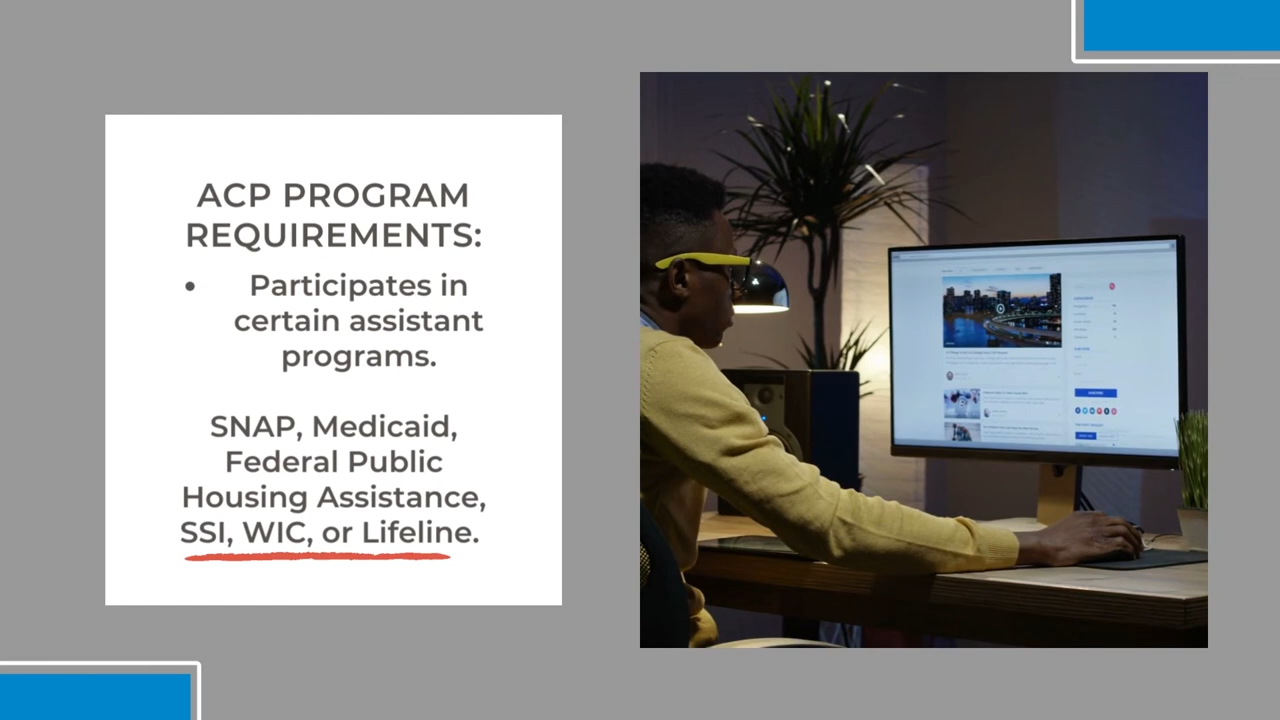 ACP PROGRAM
REQUIREMENTS:
• Participates in
certain assistant
programs.
SNAP, Medicaid,
Federal Public
Housing Assistance,
SSI, WIC, or Lifeline.